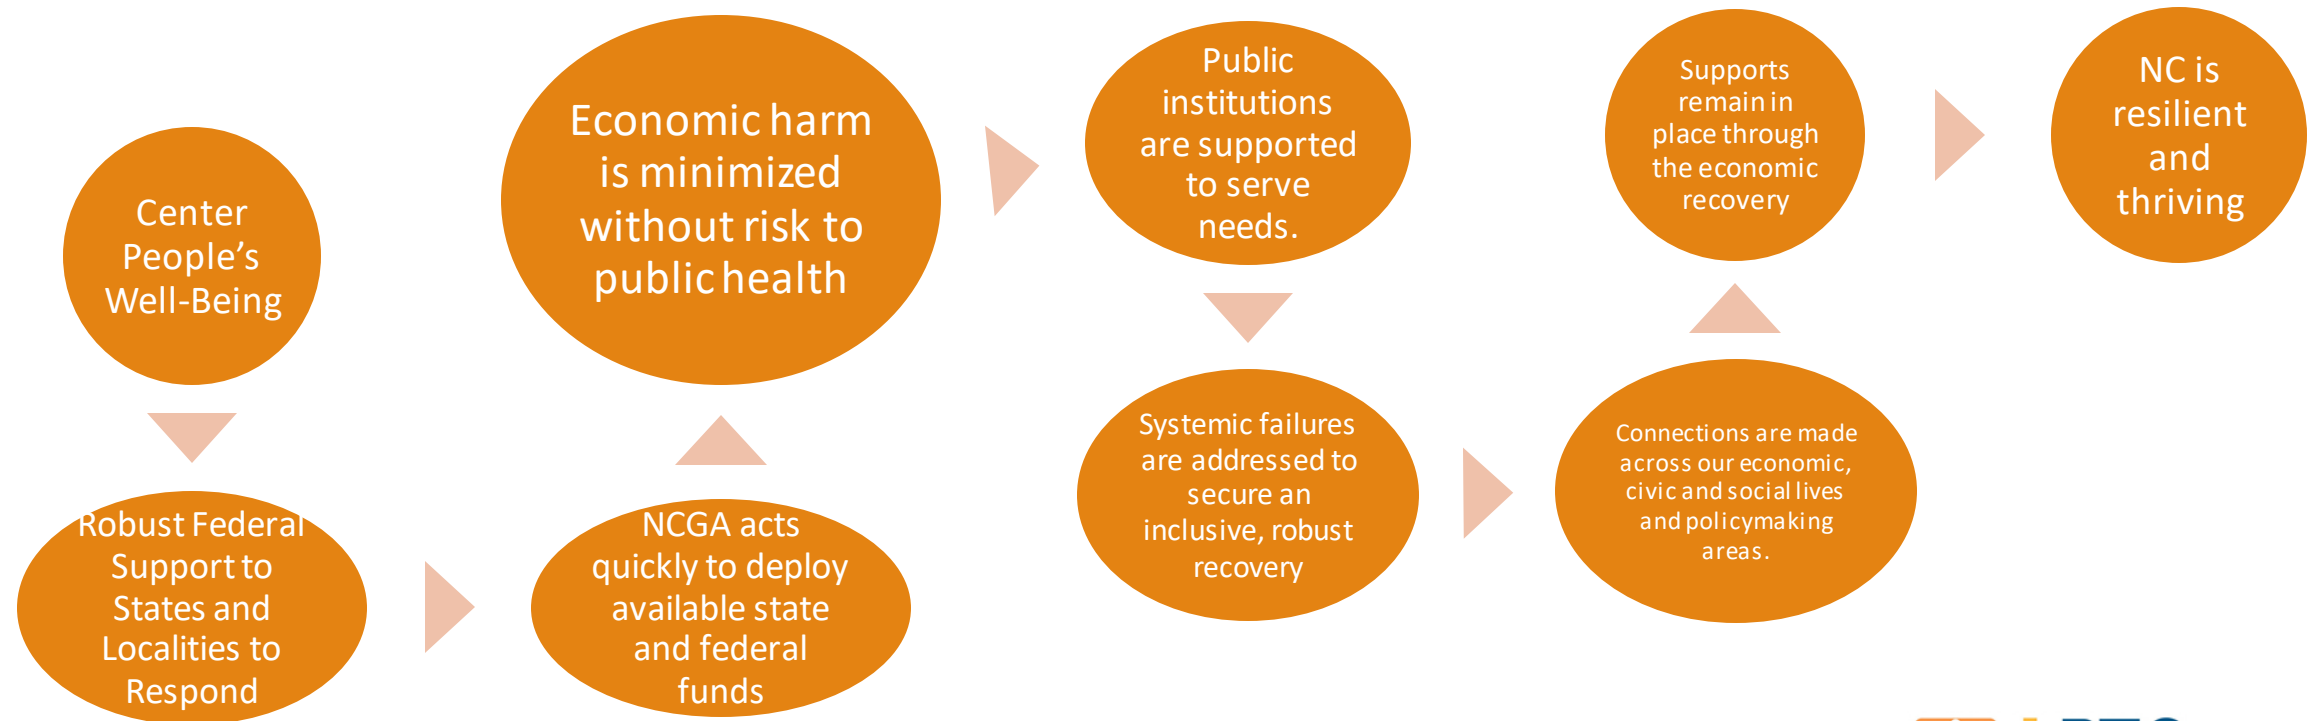 Center
People's
Well-Being
Robust Federal
Support to
States and
Localities to
Respond
NCGA acts
quickly to deploy
available state
and federal
funds
Economic harm
is minimized
without risk to
public health
Public
institutions
are supported
to serve
needs.
Systemic failures
are addressed to
secure an
inclusive, robust
recovery
Connections are made
across our economic,
civic and social lives
and policymaking
areas.
Supports
remain in
place through
the economic
recovery
NC is
resilient
and
thriving